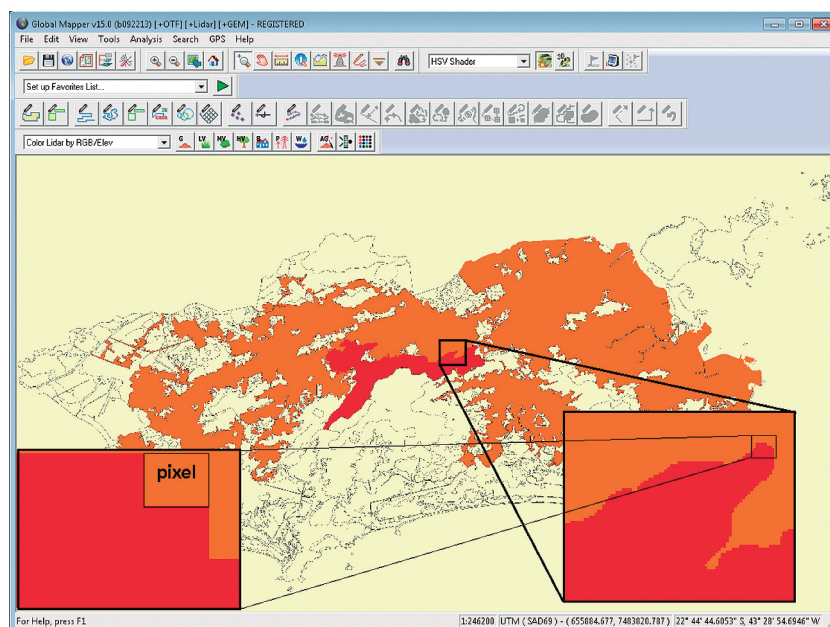 Global Mapper v15.0 (b092213) [+OTF] [+Lidar] [+GEM] - REGISTERED
File Edit View Tools Analysis Search GPS Help
HSV Shader
Set up Favorites List...
Color Lidar by RGB/Elev
pixel
For Help, press F1
1:246200
UTM ( SAD69 ) - ( 655884.677, 7483820.787 )
22° 44' 44.6053" S, 43° 28' 54.6946" W